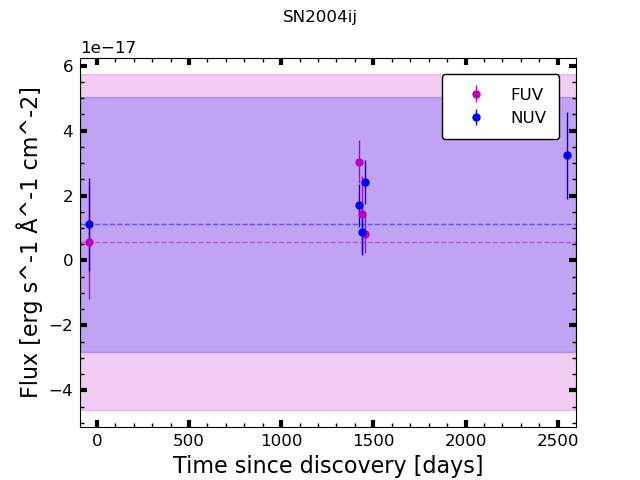 SN2004ij
1e−17
6
4
2
0
−2
−4
Flux [erg s^-1 Å^-1 cm^-2]
FUV
NUV
0 500 1000 1500 2000 2500
Time since discovery [days]